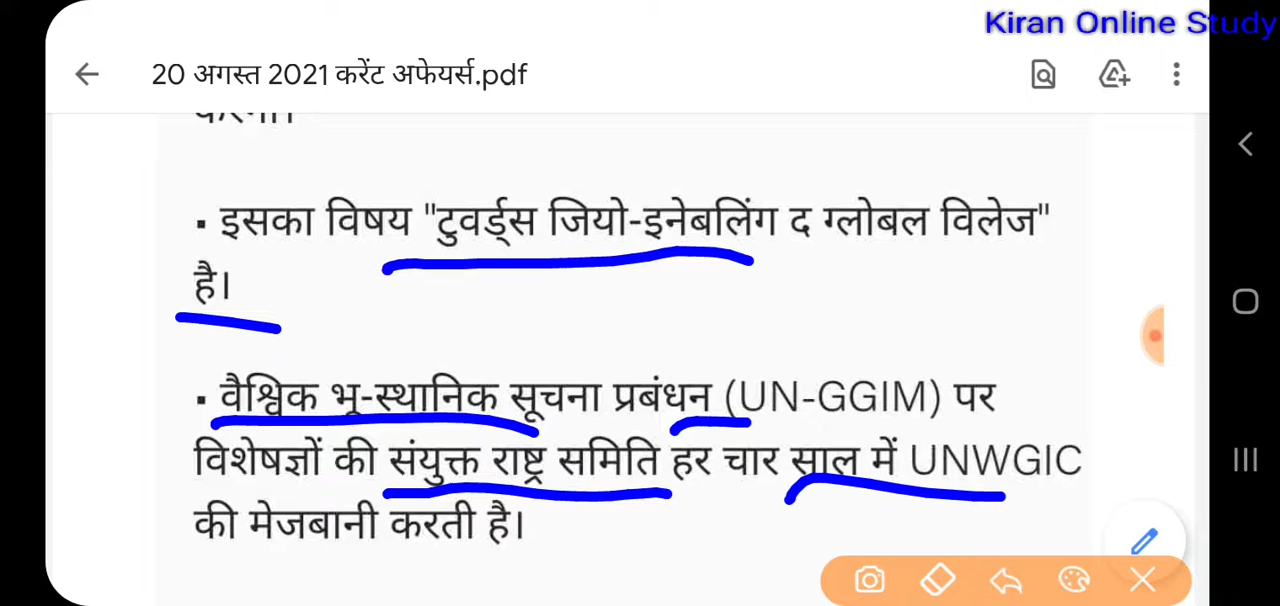 Kiran Online Study
20 अगस्त 2021 करेंट अफेयर्स.pdf
▪ इसका विषय "टुवर्ड्स जियो-इनेबलिंग द ग्लोबल विलेज"
है।
▪ वैश्विक भू-स्थानिक सूचना प्रबंधन (UN-GGIM) पर
विशेषज्ञों की संयुक्त राष्ट्र समिति हर चार साल में UNWGIC
की मेजबानी करती है।